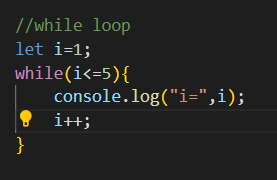 //while loop
let i=1;
while(i<=5){
    console.log("i=",i);
    i++;
}